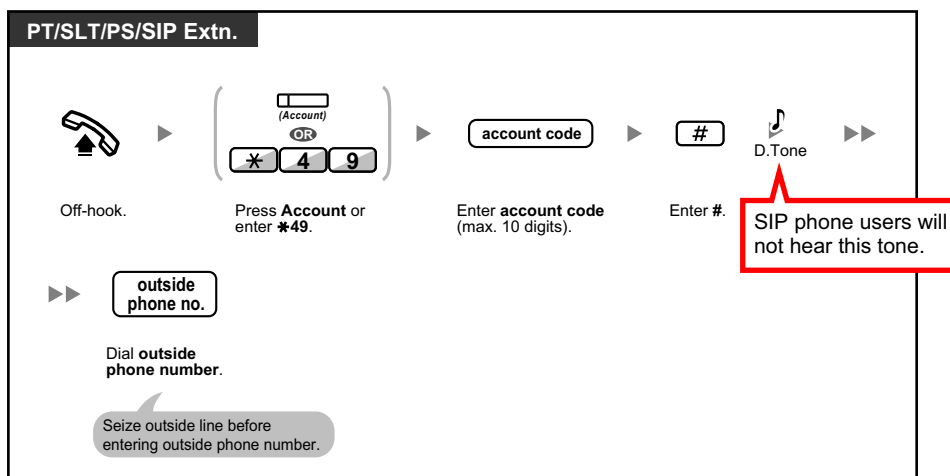 PT/SLT/PS/SIP Extn.
(Account)
OR
* 4 9
account code
#
D.Tone
Off-hook.
Press Account or
enter *49.
Enter account code
(max. 10 digits).
Enter #.
SIP phone users will
not hear this tone.
outside
phone no.
Dial outside
phone number.
Seize outside line before
entering outside phone number.